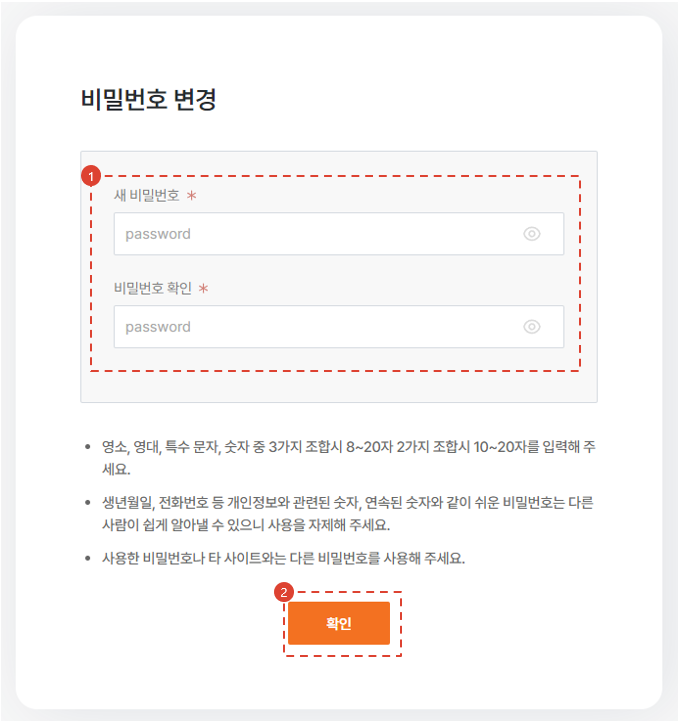 비밀번호 변경
1
새 비밀번호 *
password
비밀번호 확인 *
password
• 영소, 영대, 특수 문자, 숫자 중 3가지 조합시 8~20자 2가지 조합시 10~20자를 입력해 주
세요.
• 생년월일, 전화번호 등 개인정보와 관련된 숫자, 연속된 숫자와 같이 쉬운 비밀번호는 다른
사람이 쉽게 알아낼 수 있으니 사용을 자제해 주세요.
• 사용한 비밀번호나 타 사이트와는 다른 비밀번호를 사용해 주세요.
2
확인